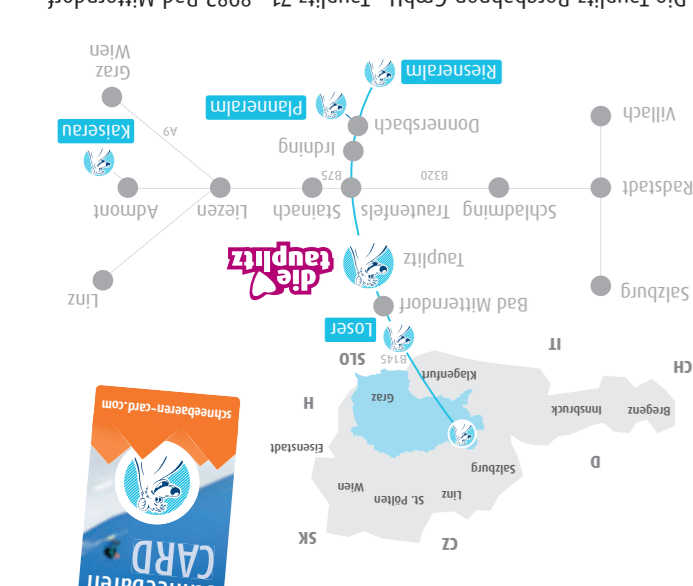 CARD
CZ
SK
Linz
St. Pölten
Wien
Salzburg
D
Eisenstadt
Bregenz
Innsbruck
schneebaeren-card.com
Graz
H
Klagenfurt
CH
B145
SLO
IT
Loser
Bad Mitterndorf
Salzburg
Linz
Tauplitz
die
tauplitz
Schladming
Trautenfels
Stainach
Liezen
Admont
Radstadt
B320
B75
Irdning
A9
Kaiserau
Donnersbach
Villach
Planneralm
Riesneralm
Graz
Wien
Die Tauplitz Bergbahnen GmbH · Tauplitz 71 · 8982 Bad Mitterndorf